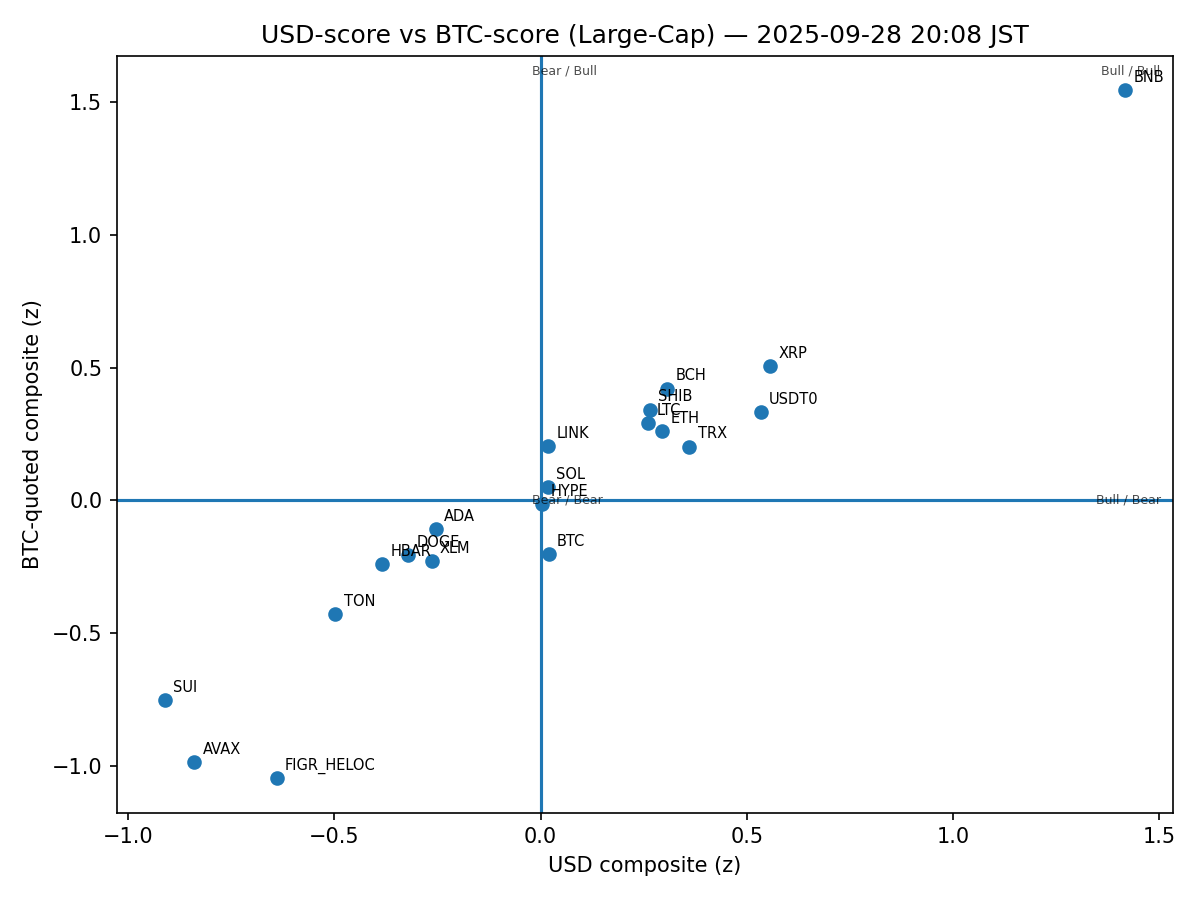 USD-score vs BTC-score (Large-Cap) — 2025-09-28 20:08 JST
Bear / Bull
Bull / Bull
BNB
1.5
1.0
XRP
0.5
BCH
SHIB
USDT0
LTC
ETH
LINK
TRX
SOL
HYPE
0.0
Bear / Bear
Bull / Bear
ADA
BTC
DOGE
HBAR
XLM
TON
−0.5
SUI
AVAX
FIGR_HELOC
−1.0
−1.0
−0.5
0.0
0.5
1.0
1.5
USD composite (z)
BTC-quoted composite (z)